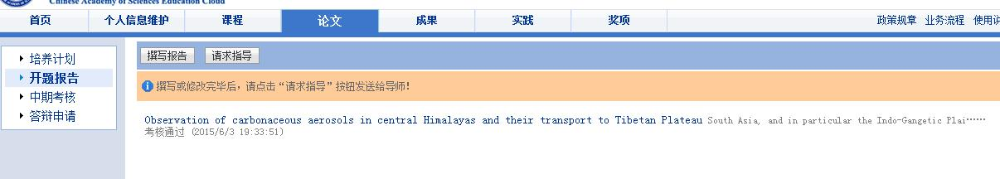 Chinese Academy of Sciences Education Cloud
首页 个人信息维护 课程 论文 成果 实践 奖项 政策规章 业务流程
培养计划
开题报告
中期考核
答辩申请
撰写报告 请求指导
撰写或修改完毕后，请点击“请求指导”按钮发送给导师！
Observation of carbonaceous aerosols in central Himalayas and their transport to Tibetan Plateau South Asia, and in particular the Indo-Gangetic Plai……
考核通过 (2015/6/3 19:33:51)